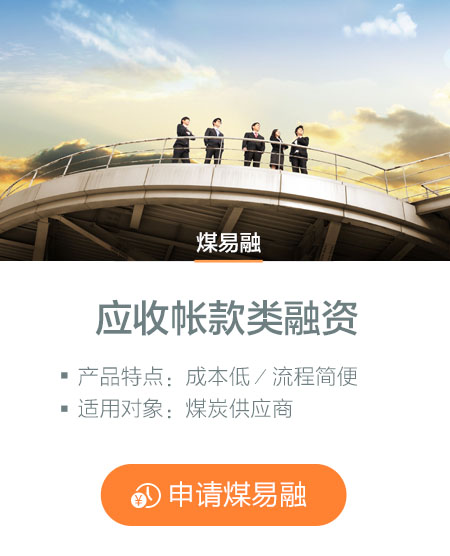 煤易融
应收帐款类融资
▪ 产品特点：成本低 / 流程简便
▪ 适用对象：煤炭供应商
¥ 申请煤易融